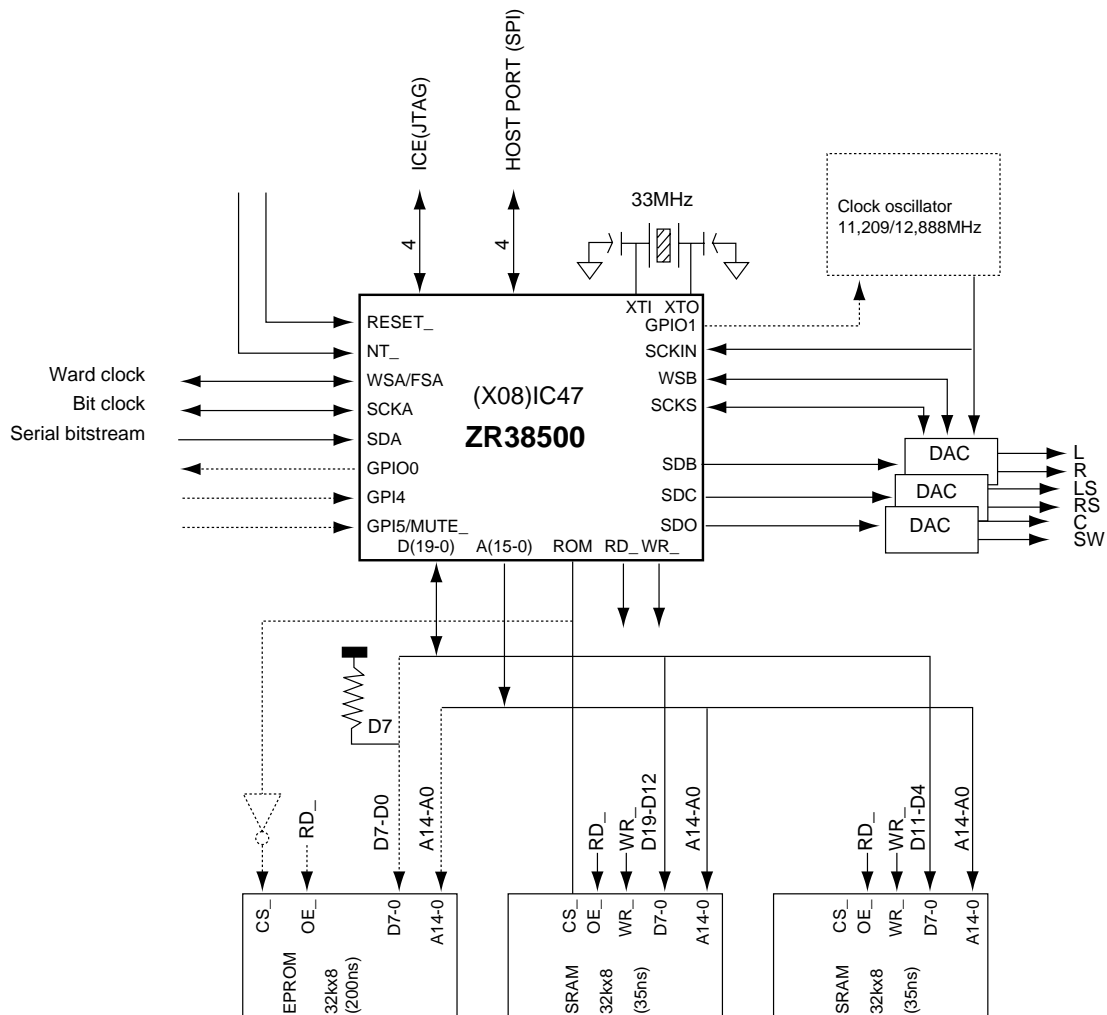 ICE(JTAG)
HOST PORT (SPI)
4
4
33MHz
Clock oscillator
11,209/12,888MHz
XTI XTO
RESET_
GPIO1
NT_
SCKIN
Ward clock
WSA/FSA
WSB
Bit clock
SCKA
SCKS
Serial bitstream
SDA
(X08)IC47
ZR38500
GPIO0
SDB
GPI4
SDC
GPI5/MUTE_
SDO
DAC
DAC
DAC
L
R
LS
RS
C
SW
D(19-0) A(15-0) ROM RD_ WR_
D7
RD_
D7-D0
A14-A0
RD_
WR_
D19-D12
A14-A0
RD_
WR_
D11-D4
A14-A0
CS_
OE_
D7-0
A14-0
EPROM
32kx8
(200ns)
CS_
OE_
WR_
D7-0
A14-0
SRAM
32kx8
(35ns)
CS_
OE_
WR_
D7-0
A14-0
SRAM
32kx8
(35ns)